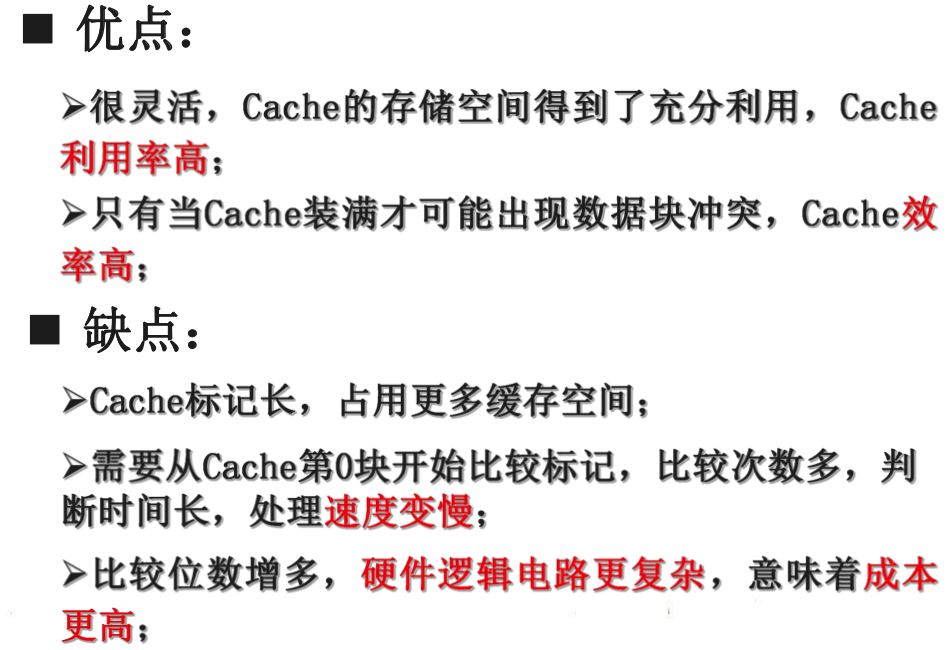 ■ 优点：
➢很灵活，Cache的存储空间得到了充分利用，Cache
利用率高；
➢只有当Cache装满才可能出现数据块冲突，Cache效
率高；
■ 缺点：
➢Cache标记长，占用更多缓存空间；
➢需要从Cache第0块开始比较标记，比较次数多，判
断时间长，处理速度变慢；
➢比较位数增多，硬件逻辑电路更复杂，意味着成本
更高；